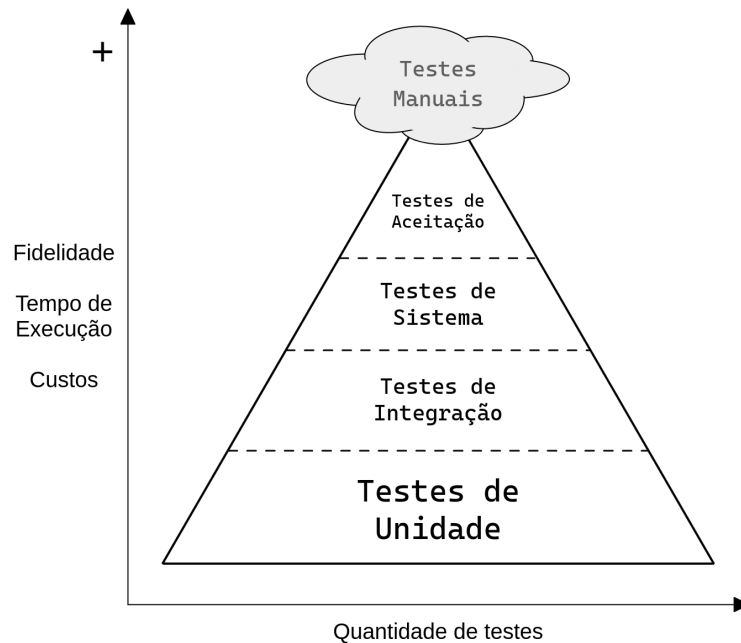 +
Testes
Manuais
Testes de
Aceitação
Fidelidade
Tempo de
Execução
Custos
Testes de
Sistema
Testes de
Integração
Testes de
Unidade
Quantidade de testes